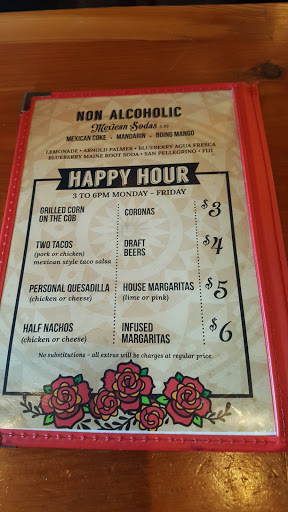 NON-ALCOHOLIC
Mexican Sodas
MEXICAN COKE - MANDARIN - BOING MANGO
LEMONADE • ARNOLD PALMER • BLUEBERRY AGUA FRESCA
BLUEBERRY MAINE ROOT SODA • SAN PELLEGRINO • FIJI
HAPPY HOUR
3 TO 6PM MONDAY - FRIDAY
GRILLED CORN
ON THE COB
CORONAS
$3
TWO TACOS
(pork or chicken)
mexican style taco salsa
DRAFT
BEERS
$4
PERSONAL QUESADILLA
(chicken or cheese)
HOUSE MARGARITAS
(lime or pink)
$5
HALF NACHOS
(chicken or cheese)
INFUSED
MARGARITAS
$6
No substitutions - all extras will be charges at regular price.